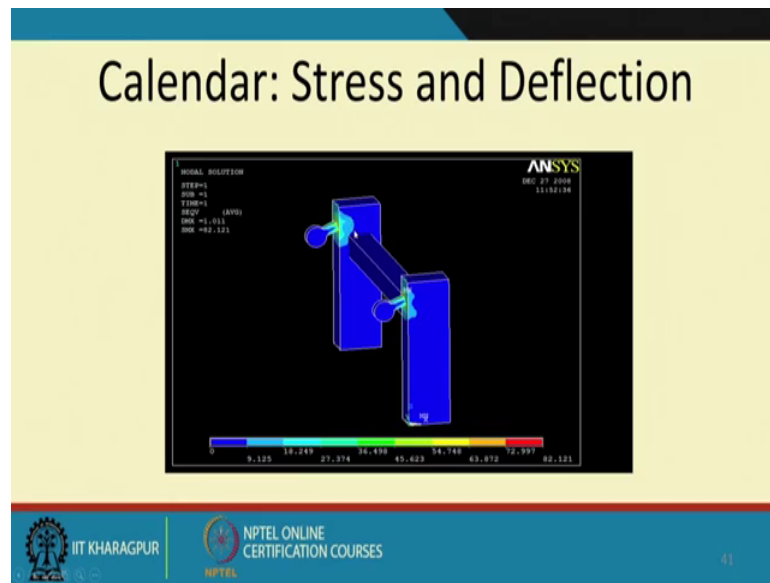 Calendar: Stress and Deflection
1
NODAL SOLUTION
STEP=1
SUB =1
TIME=1
SEQV (AVG)
DMX =1.011
SMX =82.121
ANSYS
DEC 27 2008
11:52:36
0
9.125
18.249
27.374
36.498
45.623
54.748
63.872
72.997
82.121
IIT KHARAGPUR
NPTEL
NPTEL ONLINE
CERTIFICATION COURSES
41